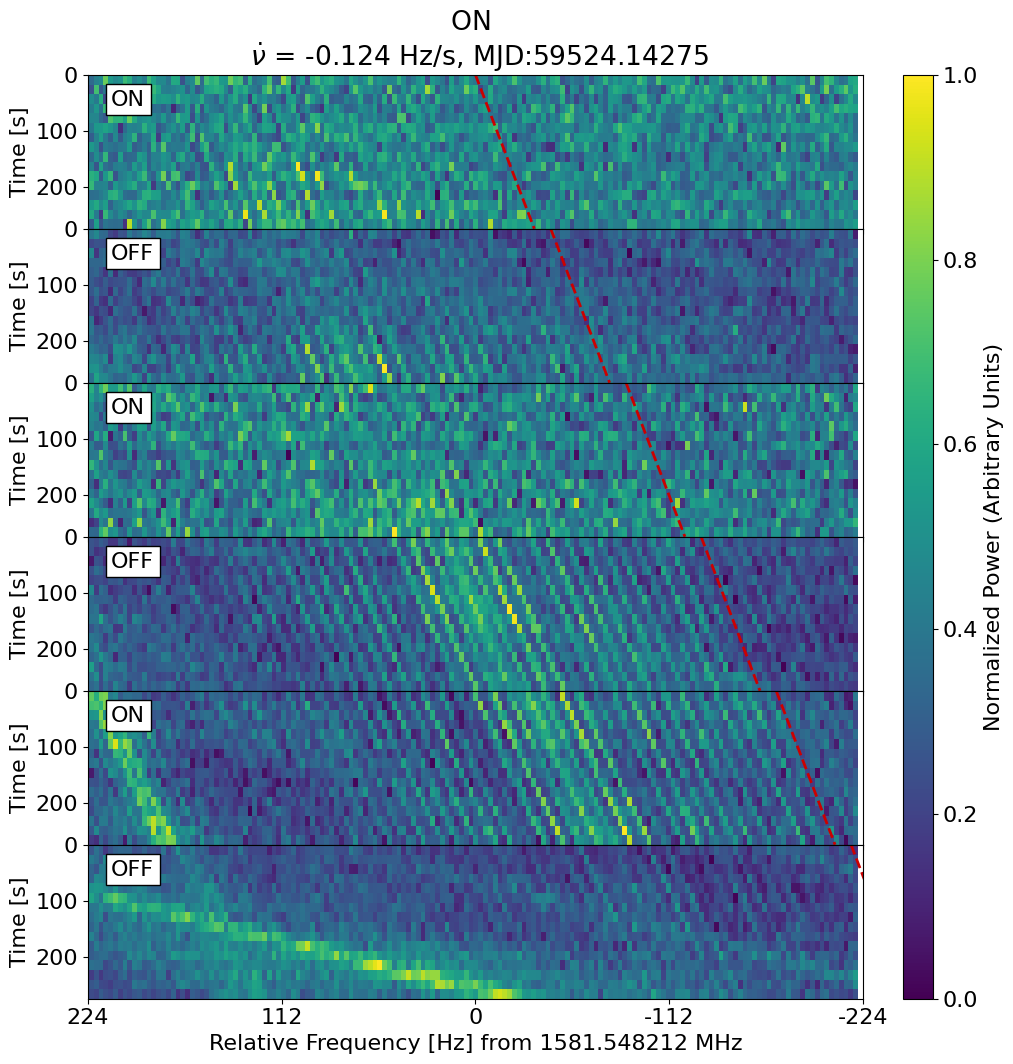 ON
ν̇ = -0.124 Hz/s, MJD:59524.14275
0
100
200
Time [s]
ON
0
100
200
Time [s]
OFF
0
100
200
Time [s]
ON
0
100
200
Time [s]
OFF
0
100
200
Time [s]
ON
0
100
200
Time [s]
OFF
224 112 0 -112 -224
Relative Frequency [Hz] from 1581.548212 MHz
1.0
0.8
0.6
0.4
0.2
0.0
Normalized Power (Arbitrary Units)